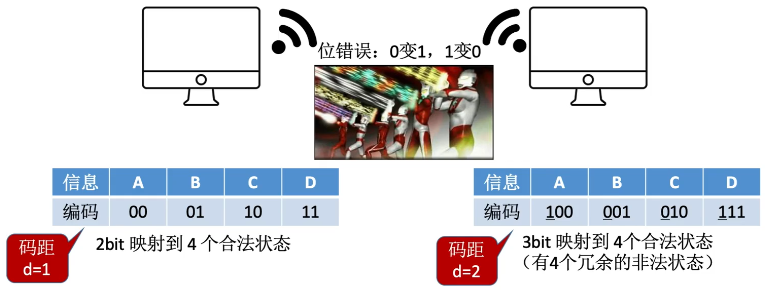 位错误：0变1，1变0
信息 A B C D
编码 00 01 10 11
码距
d=1
2bit 映射到 4 个合法状态
信息 A B C D
编码 100 001 010 111
码距
d=2
3bit 映射到 4个合法状态
（有4个冗余的非法状态）